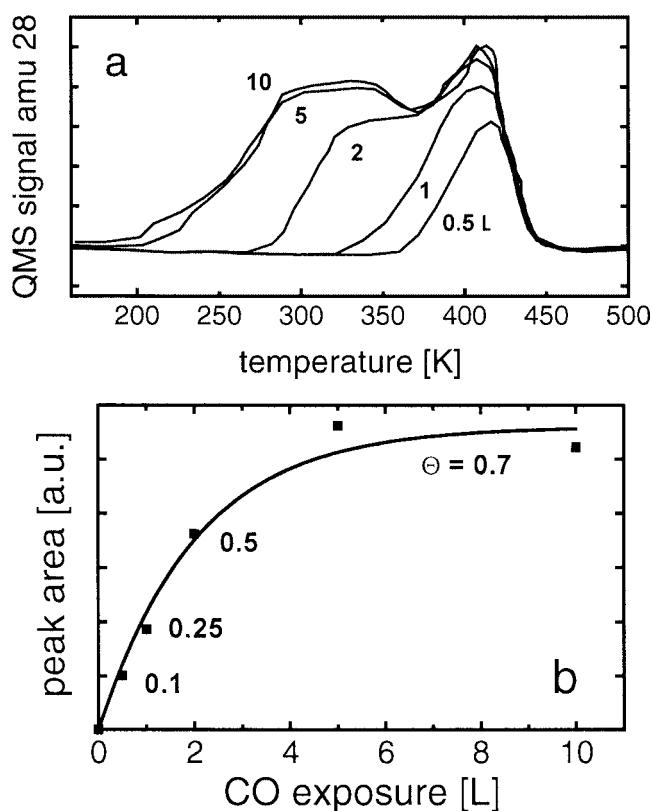 QMS signal amu 28
a
10
5
2
1
0.5 L
200 250 300 350 400 450 500
temperature [K]
peak area [a.u.]
Θ = 0.7
0.5
0.25
0.1
b
0 2 4 6 8 10
CO exposure [L]